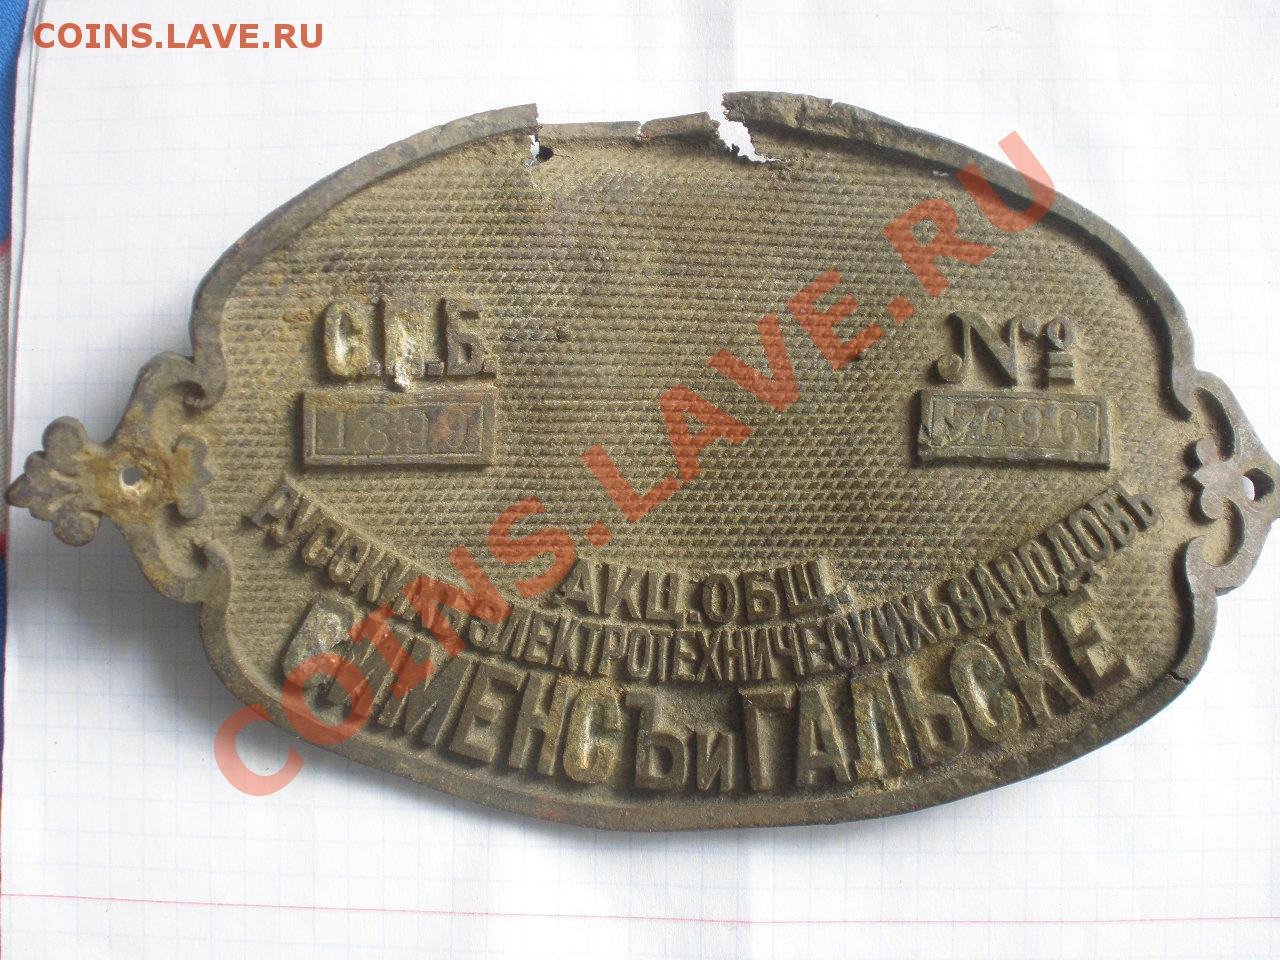 COINS.LAVE.RU
С.П.Б. №
1899 2696
АКЦ.ОБЩ.
РУССКИХЪ ЭЛЕКТРОТЕХНИЧЕСКИХЪ ЗАВОДОВЪ
СИМЕНСЪ и ГАЛЬСКЕ
COINS.LAVE.RU